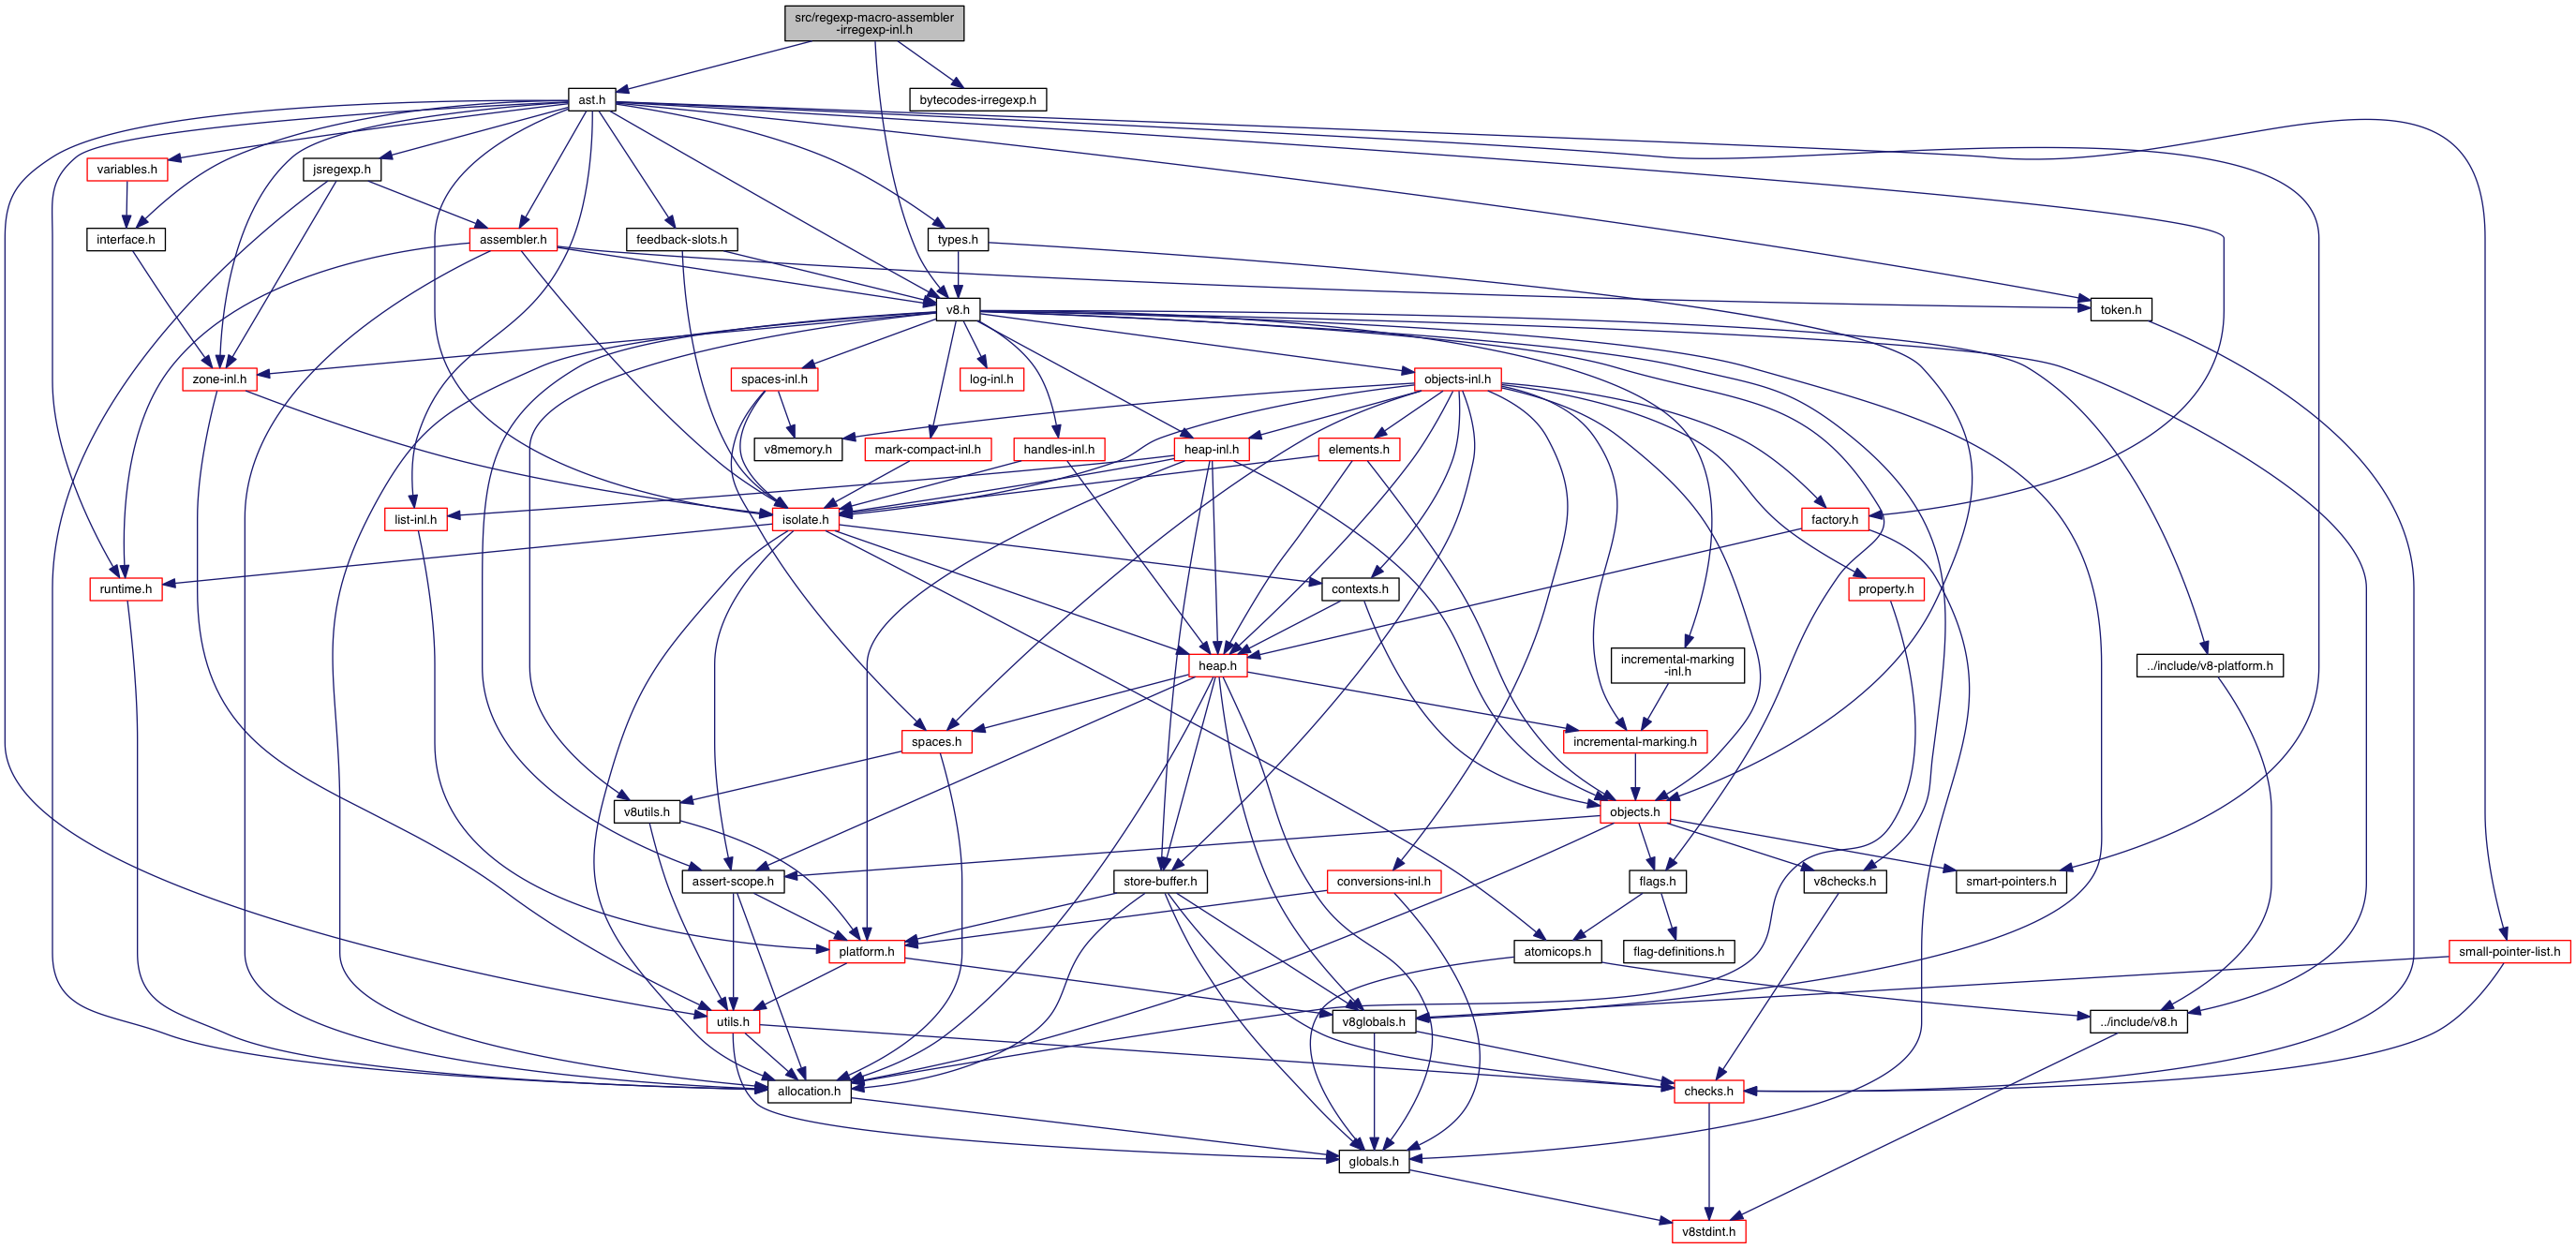 src/regexp-macro-assembler
-irregexp-inl.h
ast.h
bytecodes-irregexp.h
variables.h
jsregexp.h
interface.h
assembler.h
feedback-slots.h
types.h
v8.h
token.h
zone-inl.h
spaces-inl.h
log-inl.h
objects-inl.h
v8memory.h
mark-compact-inl.h
handles-inl.h
heap-inl.h
elements.h
list-inl.h
isolate.h
factory.h
runtime.h
contexts.h
property.h
heap.h
incremental-marking
-inl.h
../include/v8-platform.h
spaces.h
incremental-marking.h
v8utils.h
objects.h
assert-scope.h
store-buffer.h
conversions-inl.h
flags.h
v8checks.h
smart-pointers.h
platform.h
atomicops.h
flag-definitions.h
small-pointer-list.h
utils.h
v8globals.h
../include/v8.h
allocation.h
checks.h
globals.h
v8stdint.h